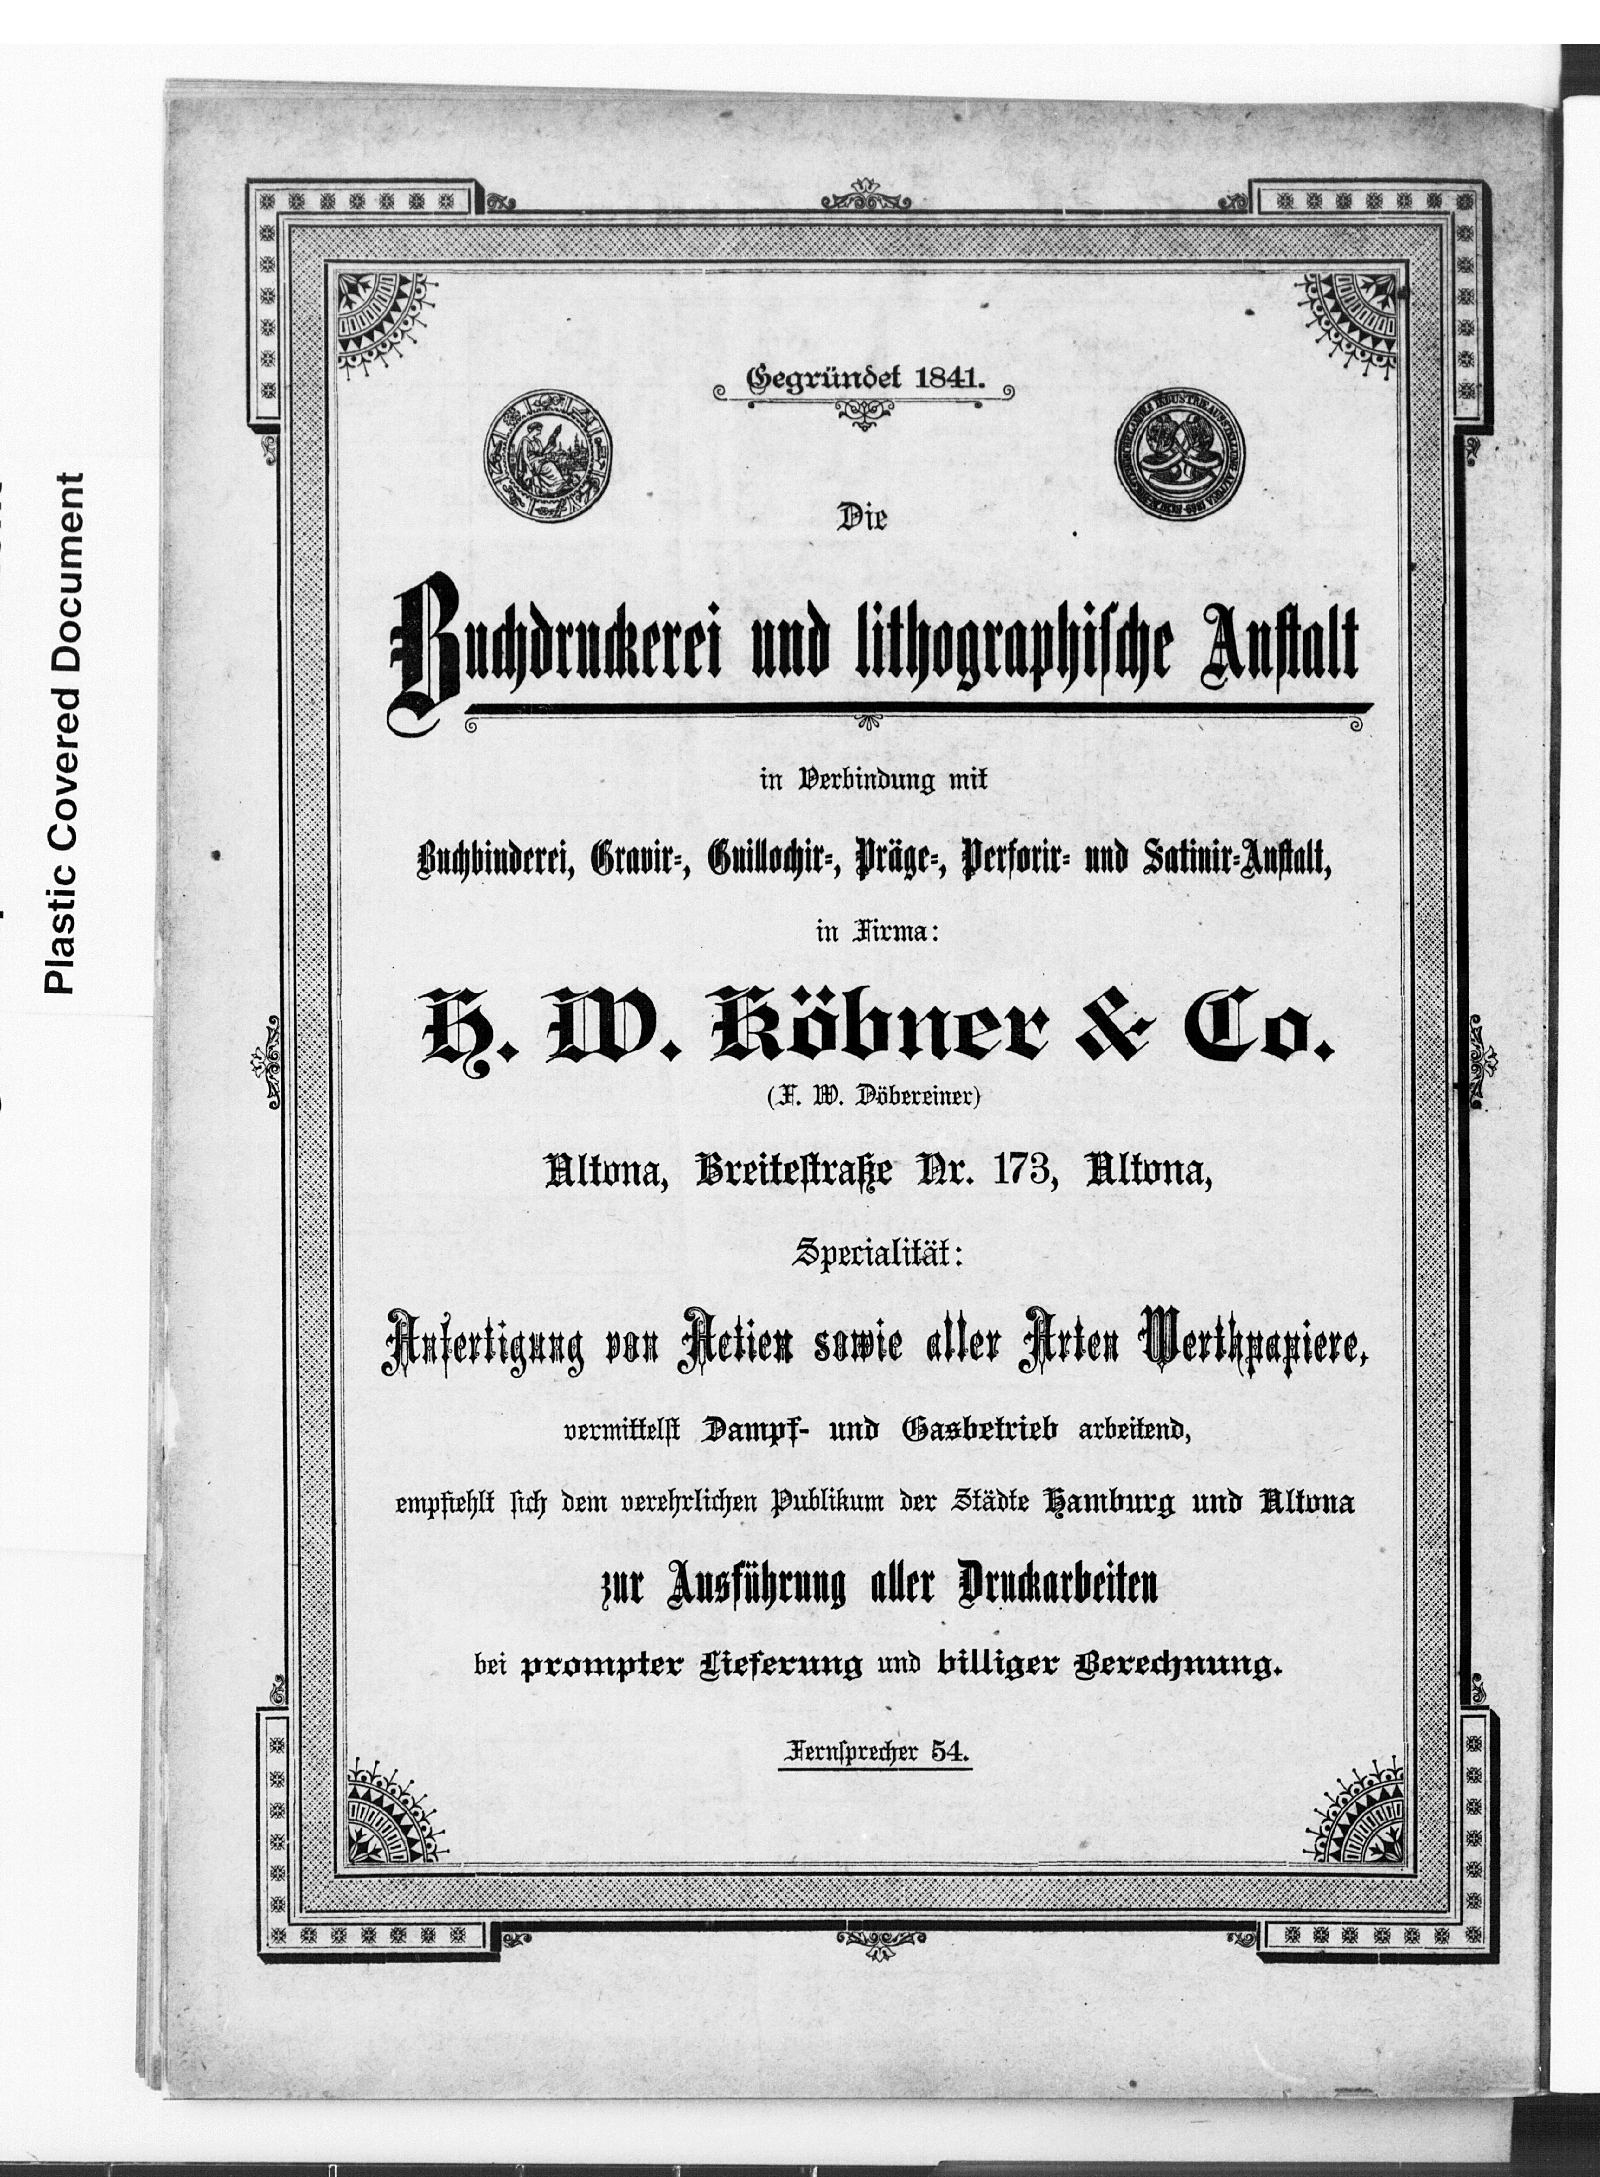 Plastic Covered Document
Gegründet 1841.
Die
Buchdruckerei und lithographische Anstalt
in Verbindung mit
Buchbinderei, Gravir-, Guillochir-, Präge-, Perforir- und Satinir-Anstalt,
in Firma:
H. W. Köbner & Co.
(F. W. Döbereiner)
Altona, Breitestraße Nr. 173, Altona,
Specialität:
Anfertigung von Actien sowie aller Arten Werthpapiere,
vermittelst Dampf- und Gasbetrieb arbeitend,
empfiehlt sich dem verehrlichen Publikum der Städte Hamburg und Altona
zur Ausführung aller Druckarbeiten
bei prompter Lieferung und billiger Berechnung.
Fernsprecher 54.